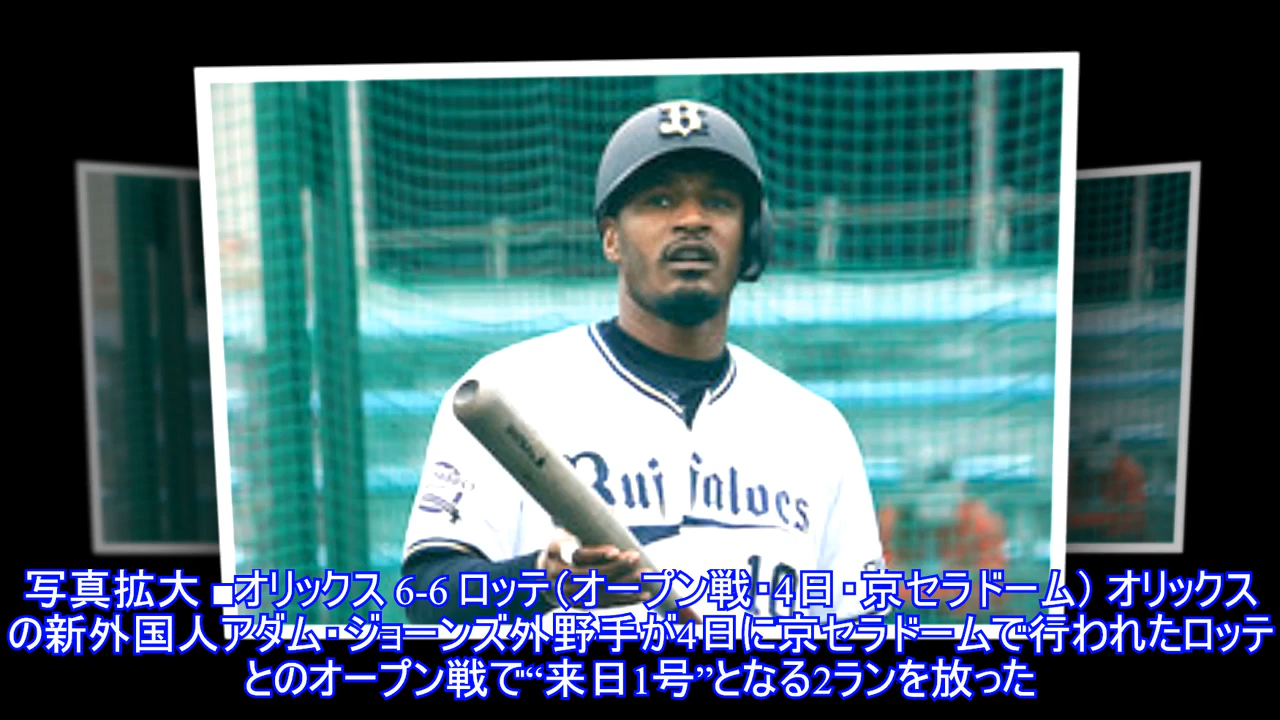 Buffaloes
10
写真拡大 ■オリックス 6-6 ロッテ（オープン戦・4日・京セラドーム） オリックス
の新外国人アダム・ジョーンズ外野手が4日に京セラドームで行われたロッテ
とのオープン戦で“来日1号”となる2ランを放った